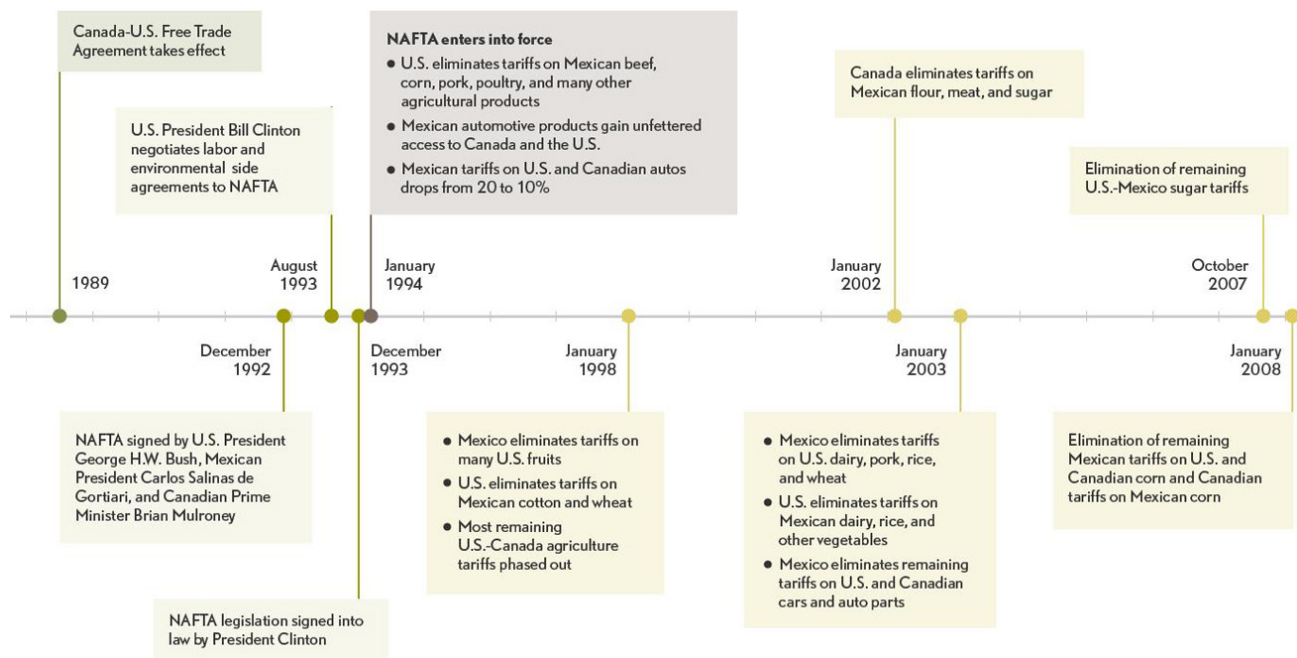 Canada-U.S. Free Trade
Agreement takes effect
U.S. President Bill Clinton
negotiates labor and
environmental side
agreements to NAFTA
NAFTA enters into force
• U.S. eliminates tariffs on Mexican beef,
corn, pork, poultry, and many other
agricultural products
• Mexican automotive products gain unfettered
access to Canada and the U.S.
• Mexican tariffs on U.S. and Canadian autos
drops from 20 to 10%
Canada eliminates tariffs on
Mexican flour, meat, and sugar
Elimination of remaining
U.S.-Mexico sugar tariffs
1989
August
1993
January
1994
January
2002
October
2007
December
1992
December
1993
January
1998
January
2003
January
2008
NAFTA signed by U.S. President
George H.W. Bush, Mexican
President Carlos Salinas de
Gortiari, and Canadian Prime
Minister Brian Mulroney
NAFTA legislation signed into
law by President Clinton
• Mexico eliminates tariffs on
many U.S. fruits
• U.S. eliminates tariffs on
Mexican cotton and wheat
• Most remaining
U.S.-Canada agriculture
tariffs phased out
• Mexico eliminates tariffs
on U.S. dairy, pork, rice,
and wheat
• U.S. eliminates tariffs on
Mexican dairy, rice, and
other vegetables
• Mexico eliminates remaining
tariffs on U.S. and Canadian
cars and auto parts
Elimination of remaining
Mexican tariffs on U.S. and
Canadian corn and Canadian
tariffs on Mexican corn